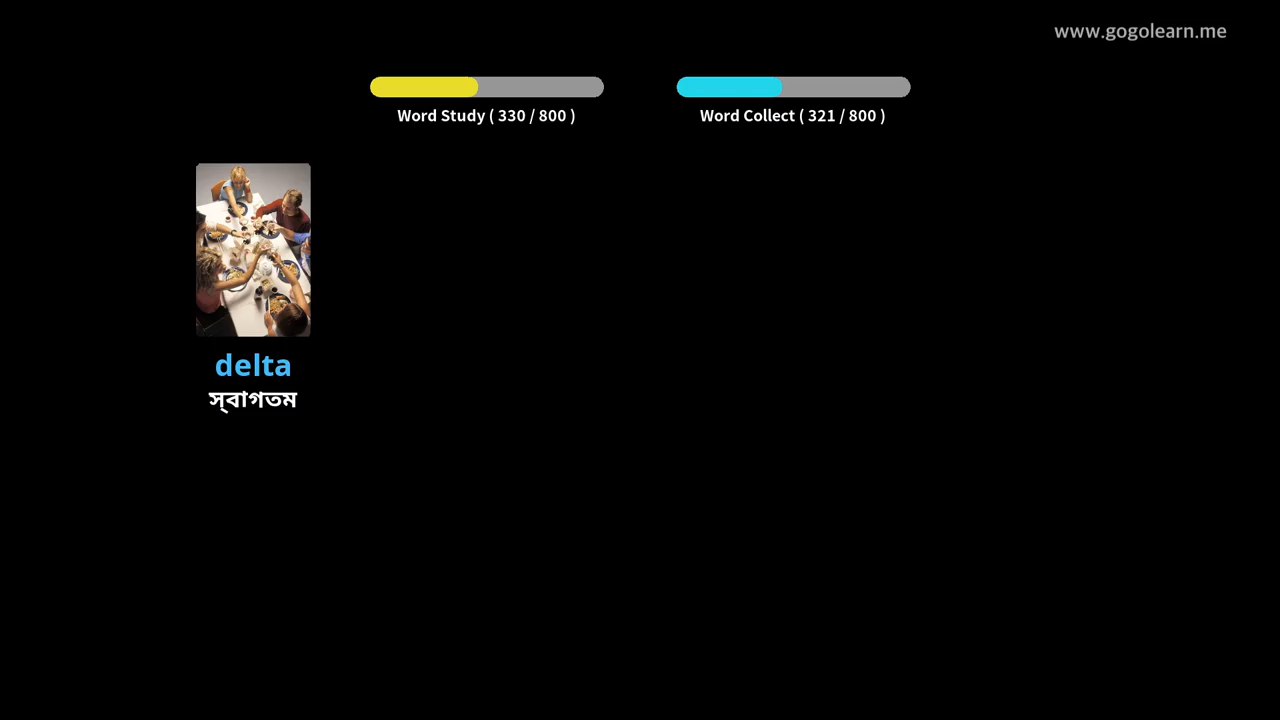 www.gogolearn.me
Word Study ( 330 / 800 )
Word Collect ( 321 / 800 )
delta
স্বাগতম